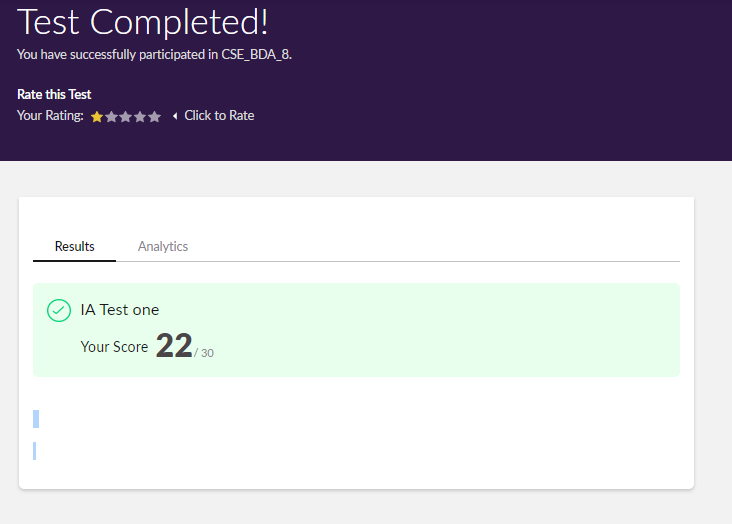 Test Completed!
You have successfully participated in CSE_BDA_8.
Rate this Test
Your Rating: Click to Rate
Results Analytics
IA Test one
Your Score 22 / 30